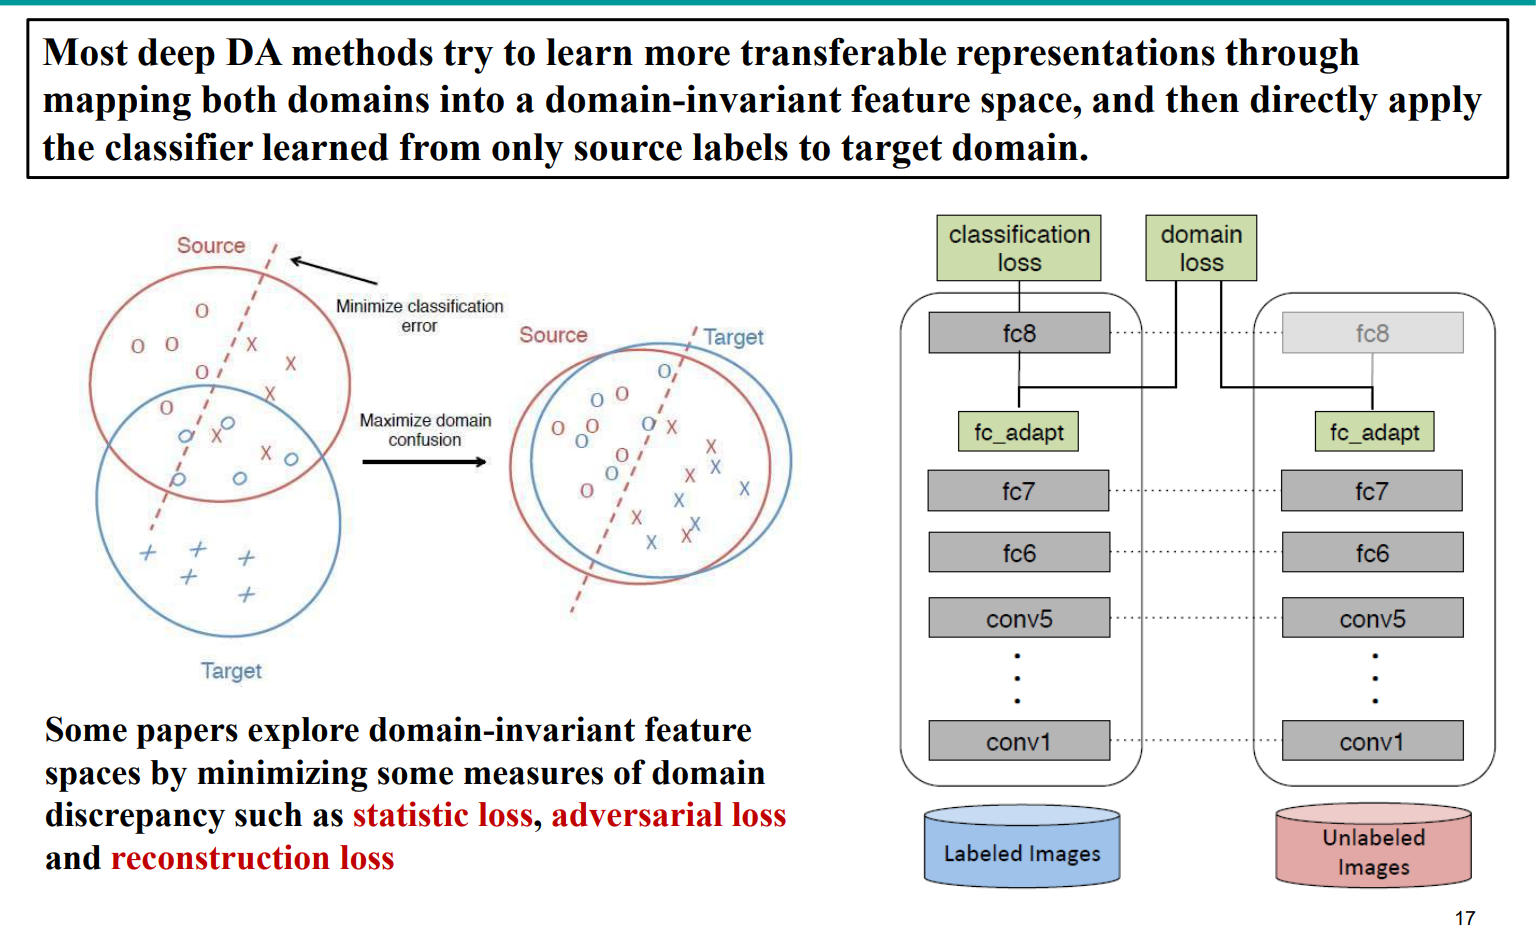 Most deep DA methods try to learn more transferable representations through
mapping both domains into a domain-invariant feature space, and then directly apply
the classifier learned from only source labels to target domain.
Source
Minimize classification
error
Source
Target
Maximize domain
confusion
Target
Some papers explore domain-invariant feature
spaces by minimizing some measures of domain
discrepancy such as statistic loss, adversarial loss
and reconstruction loss
classification
loss
domain
loss
fc8
fc8
fc_adapt
fc_adapt
fc7
fc7
fc6
fc6
conv5
conv5
conv1
conv1
Labeled Images
Unlabeled
Images
17